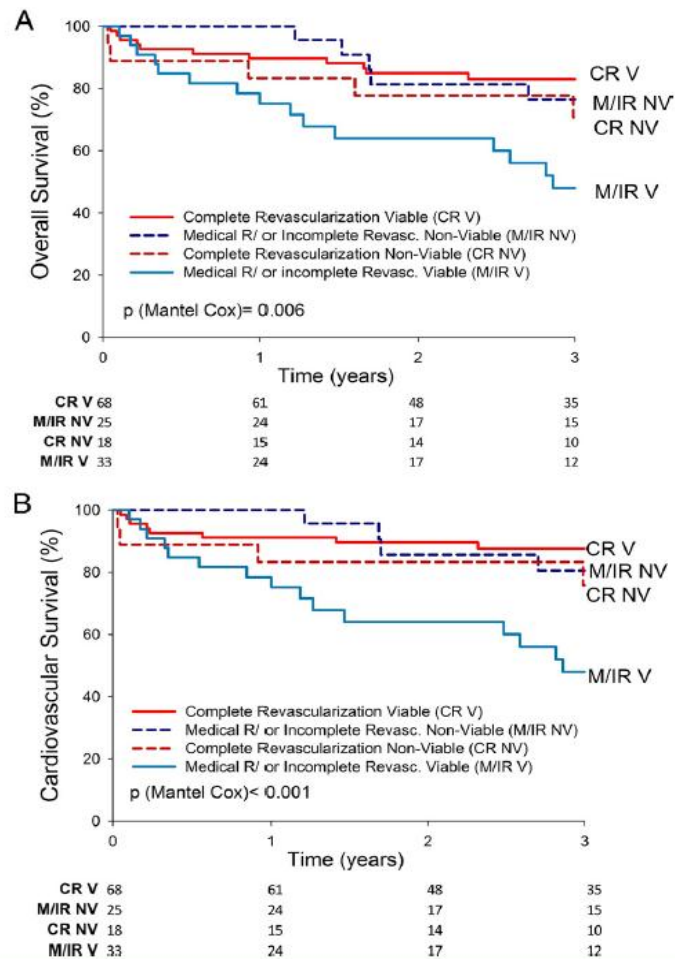 A
Overall Survival (%)
100
80
60
40
20
0
CR V
M/IR NV
CR NV
M/IR V
Complete Revascularization Viable (CR V)
Medical R/ or Incomplete Revasc. Non-Viable (M/IR NV)
Complete Revascularization Non-Viable (CR NV)
Medical R/ or incomplete Revasc. Viable (M/IR V)
p (Mantel Cox)= 0.006
0 1 2 3
Time (years)
CR V 68 61 48 35
M/IR NV 25 24 17 15
CR NV 18 15 14 10
M/IR V 33 24 17 12
B
Cardiovascular Survival (%)
100
80
60
40
20
0
CR V
M/IR NV
CR NV
M/IR V
Complete Revascularization Viable (CR V)
Medical R/ or Incomplete Revasc. Non-Viable (M/IR NV)
Complete Revascularization Non-Viable (CR NV)
Medical R/ or Incomplete Revasc. Viable (M/IR V)
p (Mantel Cox)< 0.001
0 1 2 3
Time (years)
CR V 68 61 48 35
M/IR NV 25 24 17 15
CR NV 18 15 14 10
M/IR V 33 24 17 12